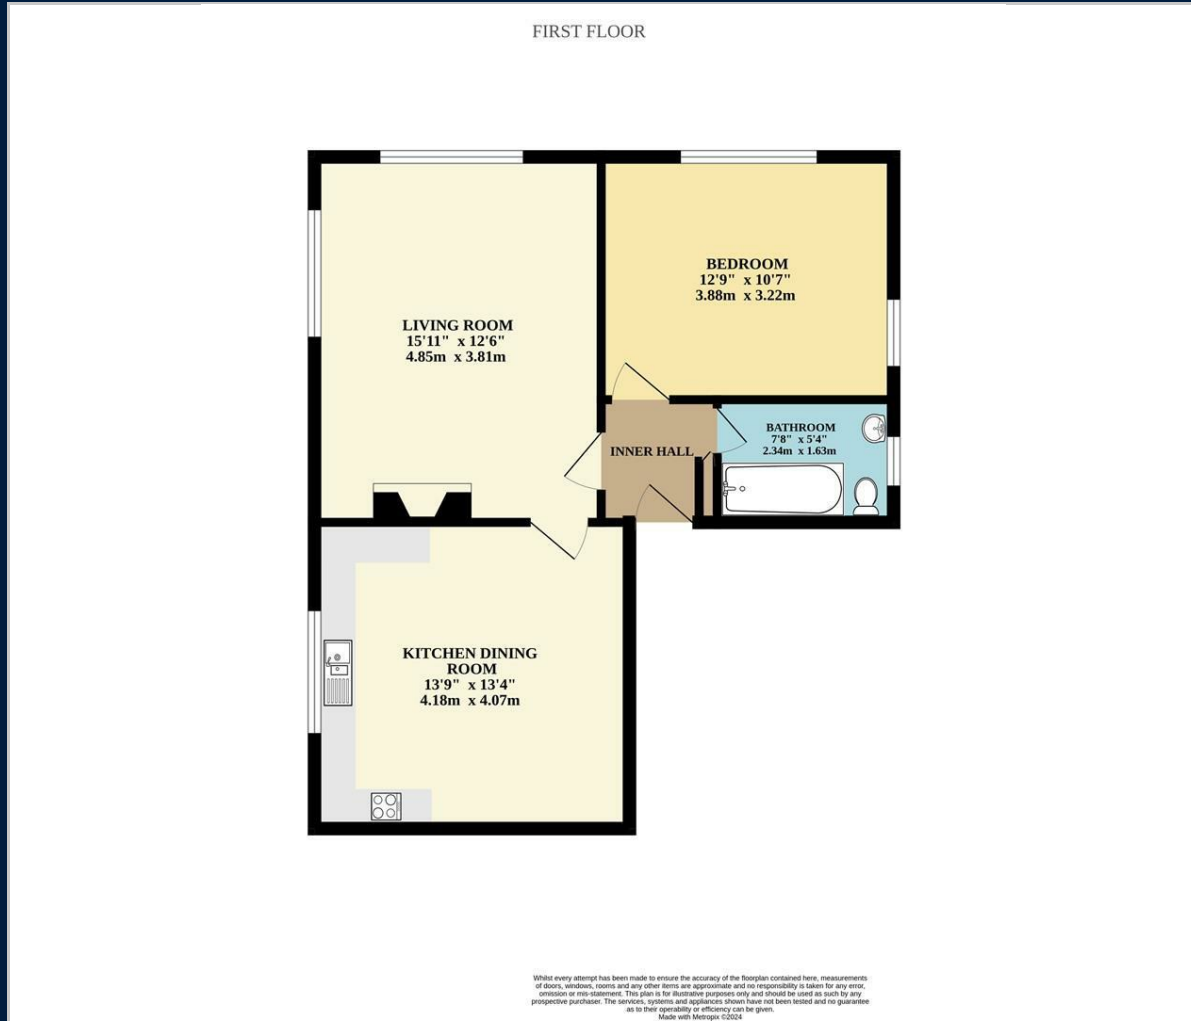 FIRST FLOOR
BEDROOM
12'9" x 10'7"
3.88m x 3.22m
LIVING ROOM
15'11" x 12'6"
4.85m x 3.81m
BATHROOM
7'8" x 5'4"
2.34m x 1.63m
INNER HALL
KITCHEN DINING
ROOM
13'9" x 13'4"
4.18m x 4.07m
Whilst every attempt has been made to ensure the accuracy of the floorplan contained here, measurements
of doors, windows, rooms and any other items are approximate and no responsibility is taken for any error,
omission or mis-statement. This plan is for illustrative purposes only and should be used as such by any
prospective purchaser. The services, systems and appliances shown have not been tested and no guarantee
as to their operability or efficiency can be given.
Made with Metropix ©2024